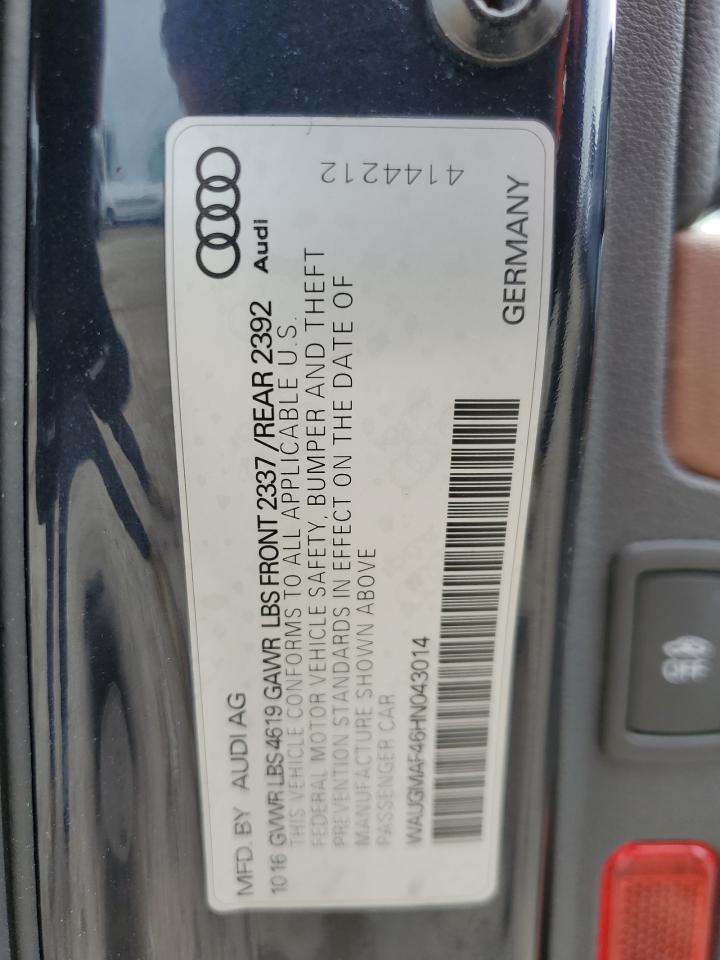 MFD. BY AUDI AG
Audi
10 16 GVWR LBS 4619 GAWR LBS FRONT 2337 /REAR 2392
THIS VEHICLE CONFORMS TO ALL APPLICABLE U.S.
FEDERAL MOTOR VEHICLE SAFETY, BUMPER AND THEFT
PREVENTION STANDARDS IN EFFECT ON THE DATE OF
MANUFACTURE SHOWN ABOVE
PASSENGER CAR
WAUGMAF46HN043014
GERMANY
4144212
OFF